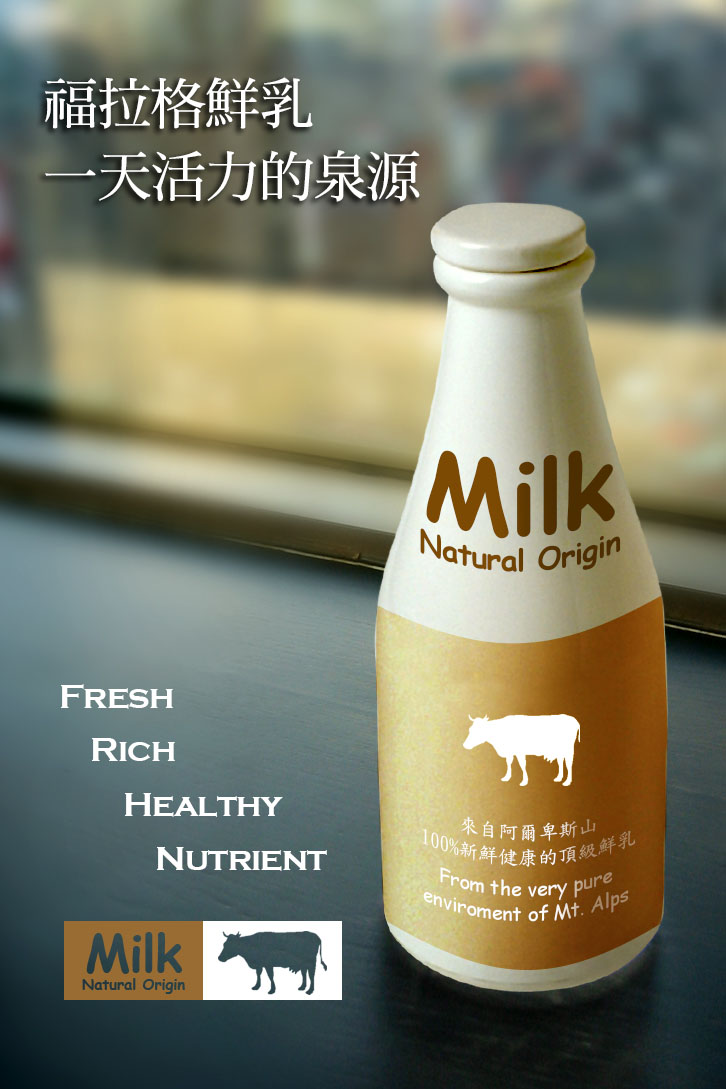 福拉格鮮乳
一天活力的泉源
Milk
Natural Origin
來自阿爾卑斯山
100%新鮮健康的頂級鮮乳
From the very pure
enviroment of Mt. Alps
FRESH
RICH
HEALTHY
NUTRIENT
Milk
Natural Origin